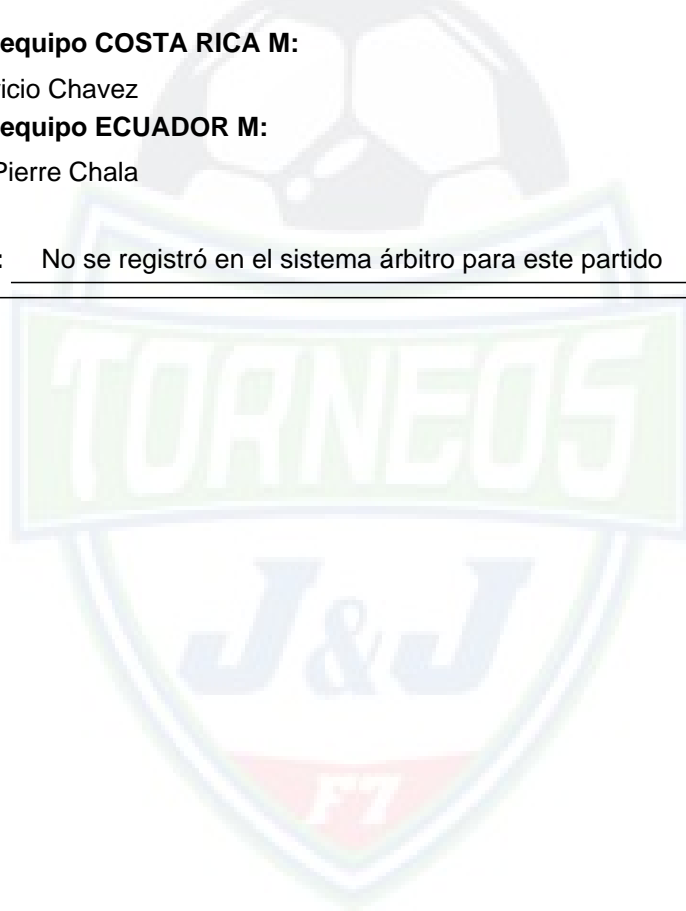 equipo COSTA RICA M:
icio Chavez
equipo ECUADOR M:
Pierre Chala
: No se registró en el sistema árbitro para este partido
TORNEOS
J&J
F7